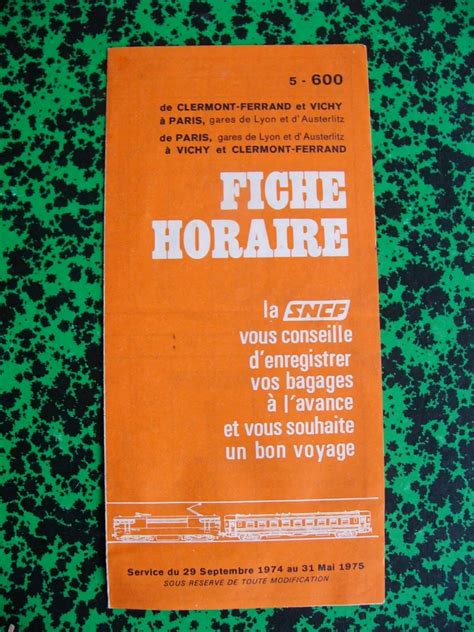 5 - 600
de CLERMONT-FERRAND et VICHY
à PARIS, gares de Lyon et d'Austerlitz
de PARIS, gares de Lyon et d'Austerlitz
à VICHY et CLERMONT-FERRAND
FICHE
HORAIRE
la SNCF
vous conseille
d'enregistrer
vos bagages
à l'avance
et vous souhaite
un bon voyage
Service du 29 Septembre 1974 au 31 Mai 1975
SOUS RESERVE DE TOUTE MODIFICATION